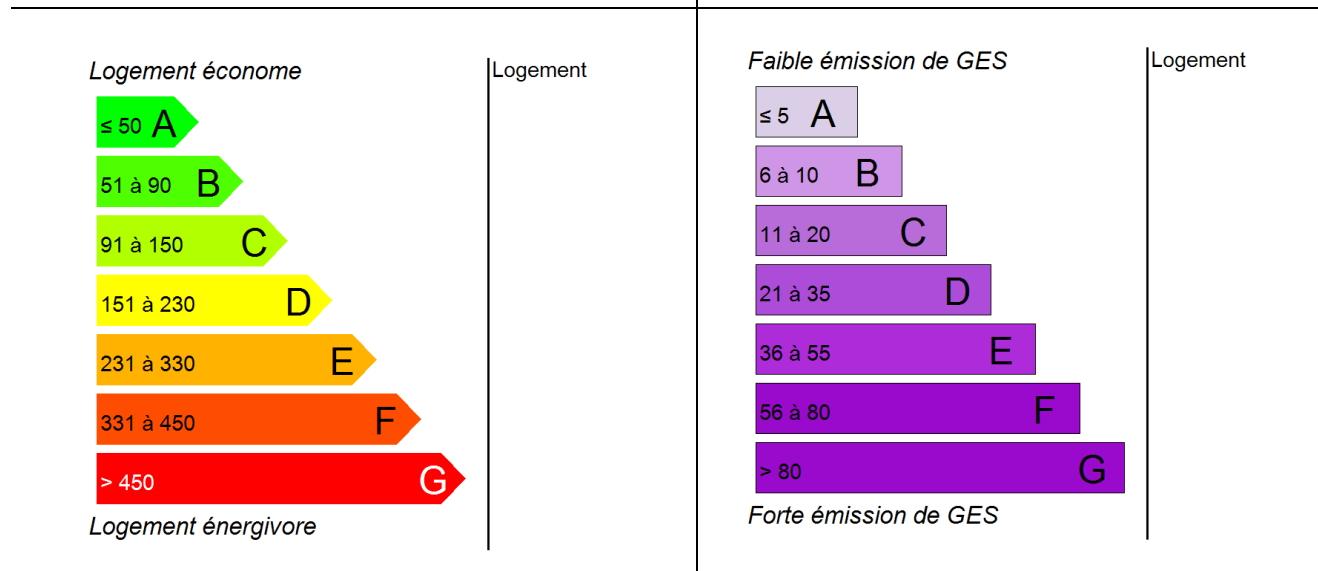 Logement économe
Logement
≤ 50 A
51 à 90 B
91 à 150 C
151 à 230 D
231 à 330 E
331 à 450 F
> 450 G
Logement énergivore
Faible émission de GES
Logement
≤ 5 A
6 à 10 B
11 à 20 C
21 à 35 D
36 à 55 E
56 à 80 F
> 80 G
Forte émission de GES